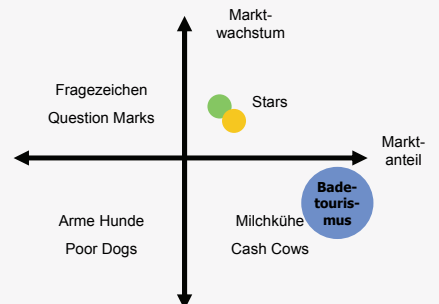 Markt-
wachstum
Fragezeichen
Question Marks
Stars
Markt-
anteil
Bade-
touris-
mus
Arme Hunde
Poor Dogs
Milchkühe
Cash Cows